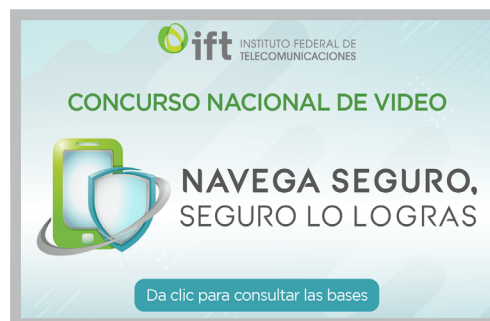 ift INSTITUTO FEDERAL DE
TELECOMUNICACIONES
CONCURSO NACIONAL DE VIDEO
NAVEGA SEGURO,
SEGURO LO LOGRAS
Da clic para consultar las bases